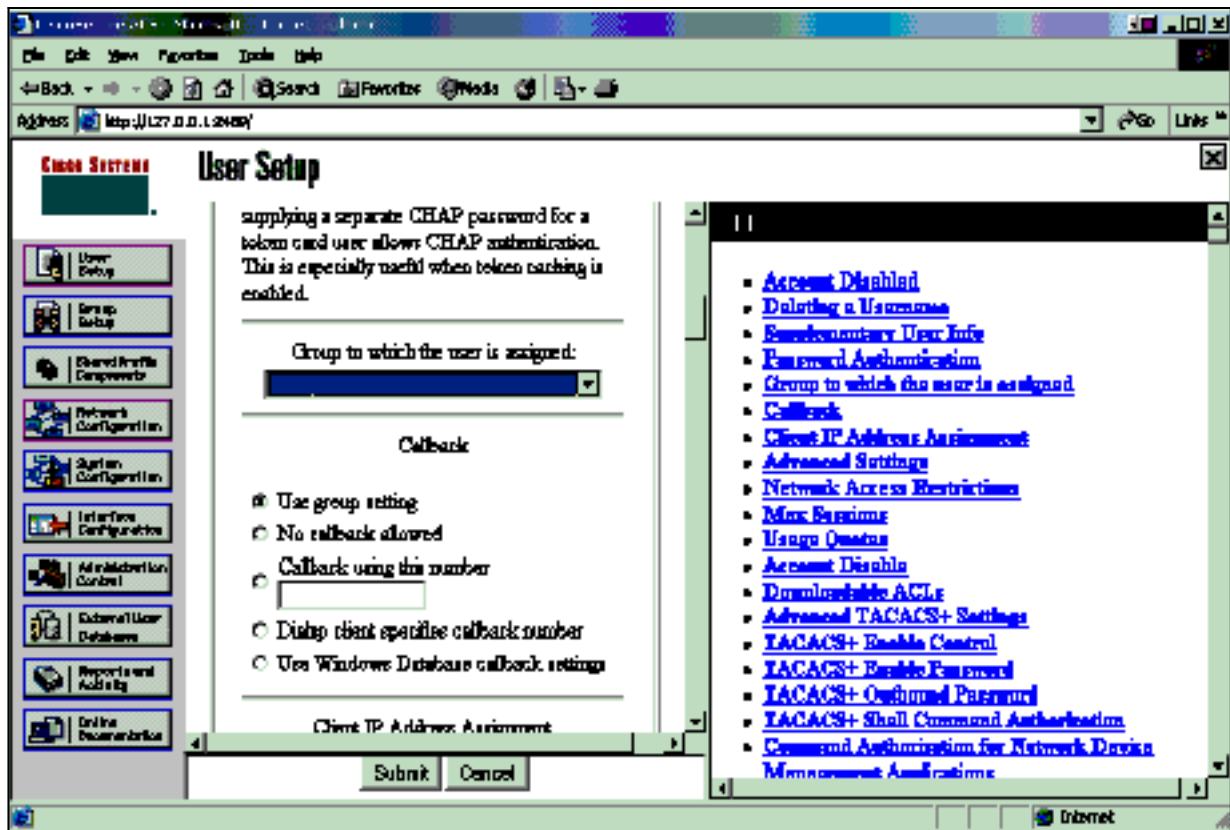 File Edit View Favorites Tools Help
Back Search Favorites Media
Address http://127.0.0.1:2489/ Go Links
CISCO SYSTEMS
User Setup
User Setup
Group Setup
Shared Profile Components
Network Configuration
System Configuration
Interface Configuration
Administration Control
External User Databases
Reports and Activity
Online Documentation
supplying a separate CHAP password for a
token card user allows CHAP authentication.
This is especially useful when token caching is
enabled.
Group to which the user is assigned:
Callback
Use group setting
No callback allowed
Callback using this number
Dialup client specifies callback number
Use Windows Database callback settings
Client IP Address Assignment
Submit Cancel
Account Disabled
Deleting a Username
Supplementary User Info
Password Authentication
Group to which the user is assigned
Callback
Client IP Address Assignment
Advanced Settings
Network Access Restrictions
Max Sessions
Usage Quotas
Account Disable
Downloadable ACLs
Advanced TACACS+ Settings
TACACS+ Enable Control
TACACS+ Enable Password
TACACS+ Outbound Password
TACACS+ Shell Command Authorization
Command Authorization for Network Device
Management Applications
Internet